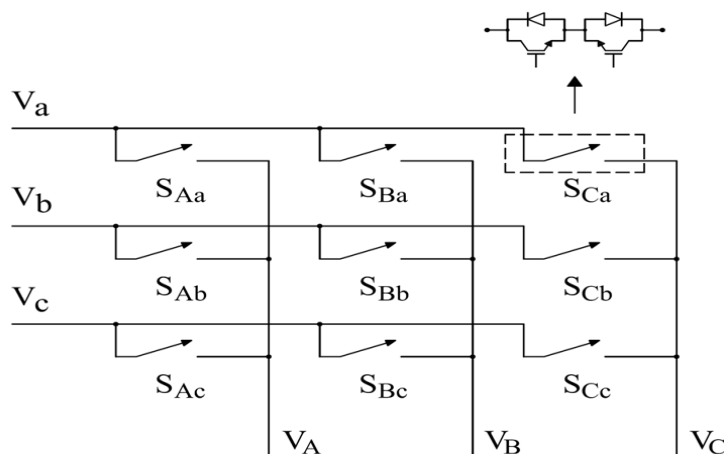 Va
SAa SBa SCa
Vb
SAb SBb SCb
Vc
SAc SBc SCc
VA VB VC